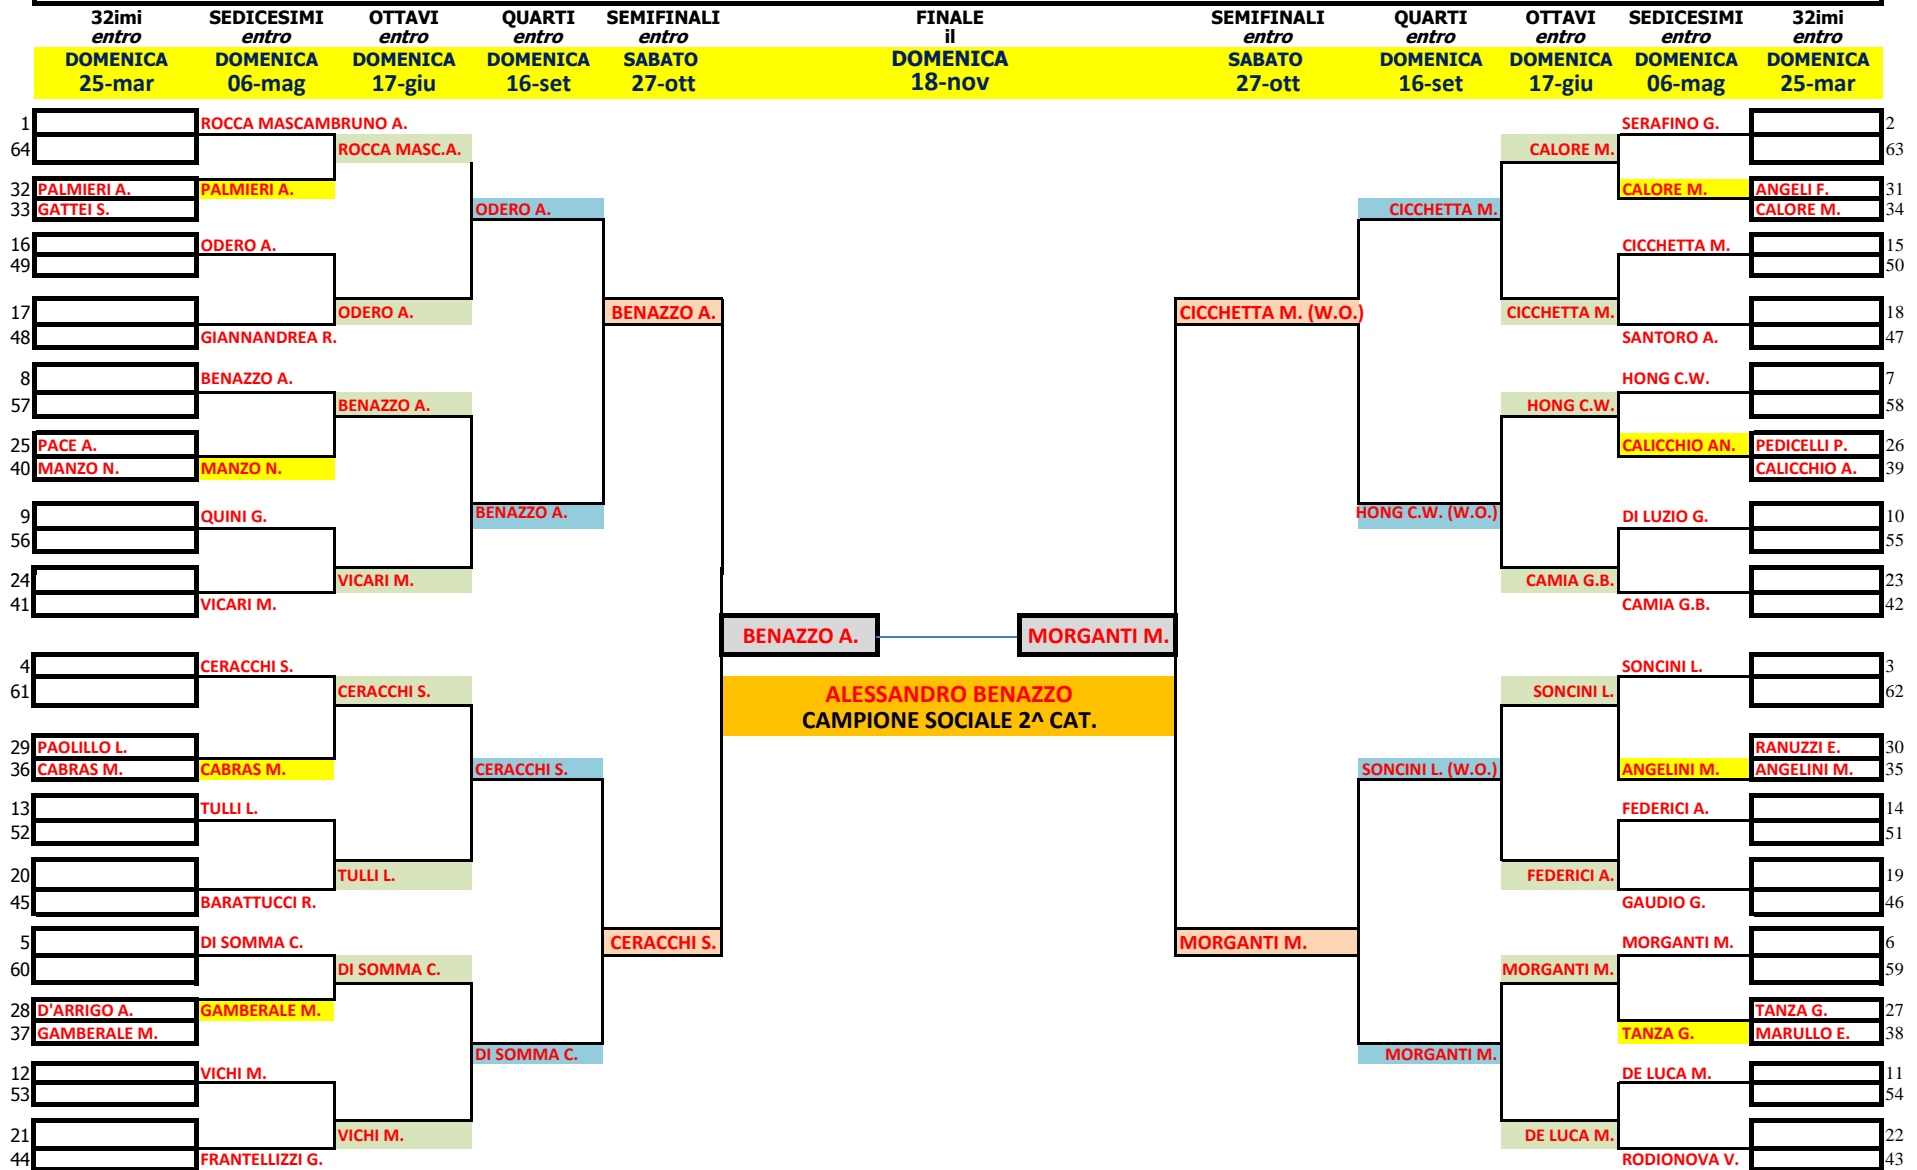 32imi SEDICESIMI OTTAVI QUARTI SEMIFINALI FINALE SEMIFINALI QUARTI OTTAVI SEDICESIMI 32imi
entro entro entro entro entro il entro entro entro entro entro
DOMENICA DOMENICA DOMENICA DOMENICA SABATO DOMENICA SABATO DOMENICA DOMENICA DOMENICA DOMENICA
25-mar 06-mag 17-giu 16-set 27-ott 18-nov 27-ott 16-set 17-giu 06-mag 25-mar
1 ROCCA MASCAMBRUNO A. SERAFINO G. 2
64 ROCCA MASC.A. CALORE M. 63
32 PALMIERI A. PALMIERI A. CALORE M. ANGELI F. 31
33 GATTEI S. ODERO A. CICCHETTA M. CALORE M. 34
16 ODERO A. CICCHETTA M. 15
49 50
17 ODERO A. BENAZZO A. CICCHETTA M. (W.O.) CICCHETTA M. 18
48 GIANNANDREA R. SANTORO A. 47
8 BENAZZO A. HONG C.W. 7
57 BENAZZO A. HONG C.W. 58
25 PACE A. CALICCHIO AN. PEDICELLI P. 26
40 MANZO N. MANZO N. CALICCHIO A. 39
9 QUINI G. BENAZZO A. HONG C.W. (W.O.) DI LUZIO G. 10
56 55
24 VICARI M. CAMIA G.B. 23
41 VICARI M. CAMIA G.B. 42
BENAZZO A. MORGANTI M.
4 CERACCHI S. SONCINI L. 3
61 CERACCHI S. ALESSANDRO BENAZZO SONCINI L. 62
CAMPIONE SOCIALE 2^ CAT.
29 PAOLILLO L. RANUZZI E. 30
36 CABRAS M. CABRAS M. CERACCHI S. SONCINI L. (W.O.) ANGELINI M. ANGELINI M. 35
13 TULLI L. FEDERICI A. 14
52 51
20 TULLI L. FEDERICI A. 19
45 BARATTUCCI R. GAUDIO G. 46
5 DI SOMMA C. CERACCHI S. MORGANTI M. MORGANTI M. 6
60 DI SOMMA C. MORGANTI M. 59
28 D'ARRIGO A. GAMBERALE M. TANZA G. 27
37 GAMBERALE M. TANZA G. MARULLO E. 38
DI SOMMA C. MORGANTI M.
12 VICHI M. DE LUCA M. 11
53 54
21 VICHI M. DE LUCA M. 22
44 FRANTELLIZZI G. RODIONOVA V. 43